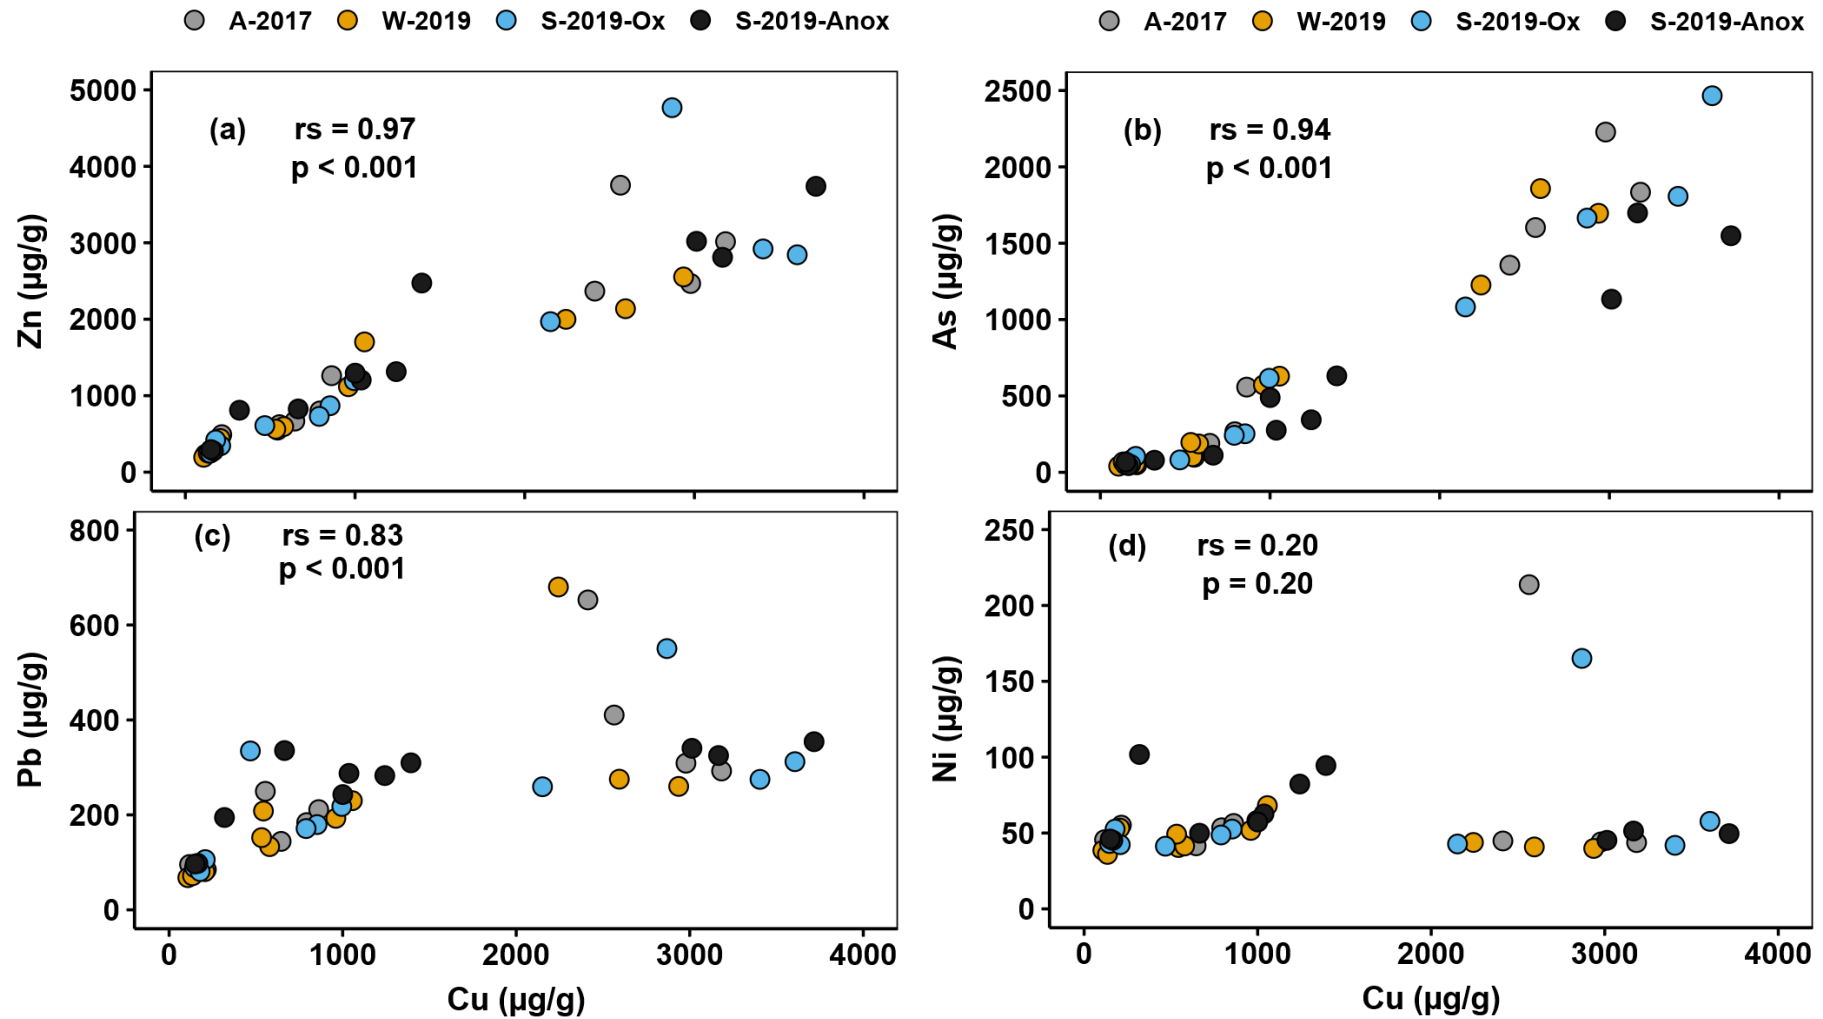 A-2017 W-2019 S-2019-Ox S-2019-Anox
A-2017 W-2019 S-2019-Ox S-2019-Anox
(a) rs = 0.97
p < 0.001
Zn (µg/g)
5000
4000
3000
2000
1000
0
(b) rs = 0.94
p < 0.001
As (µg/g)
2500
2000
1500
1000
500
0
(c) rs = 0.83
p < 0.001
Pb (µg/g)
800
600
400
200
0
0 1000 2000 3000 4000
Cu (µg/g)
(d) rs = 0.20
p = 0.20
Ni (µg/g)
250
200
150
100
50
0
0 1000 2000 3000 4000
Cu (µg/g)